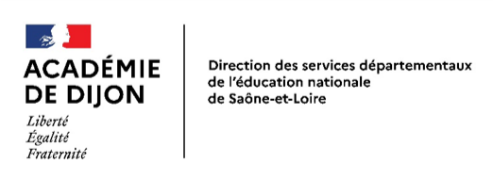 ACADÉMIE
DE DIJON
Liberté
Égalité
Fraternité
Direction des services départementaux
de l'éducation nationale
de Saône-et-Loire